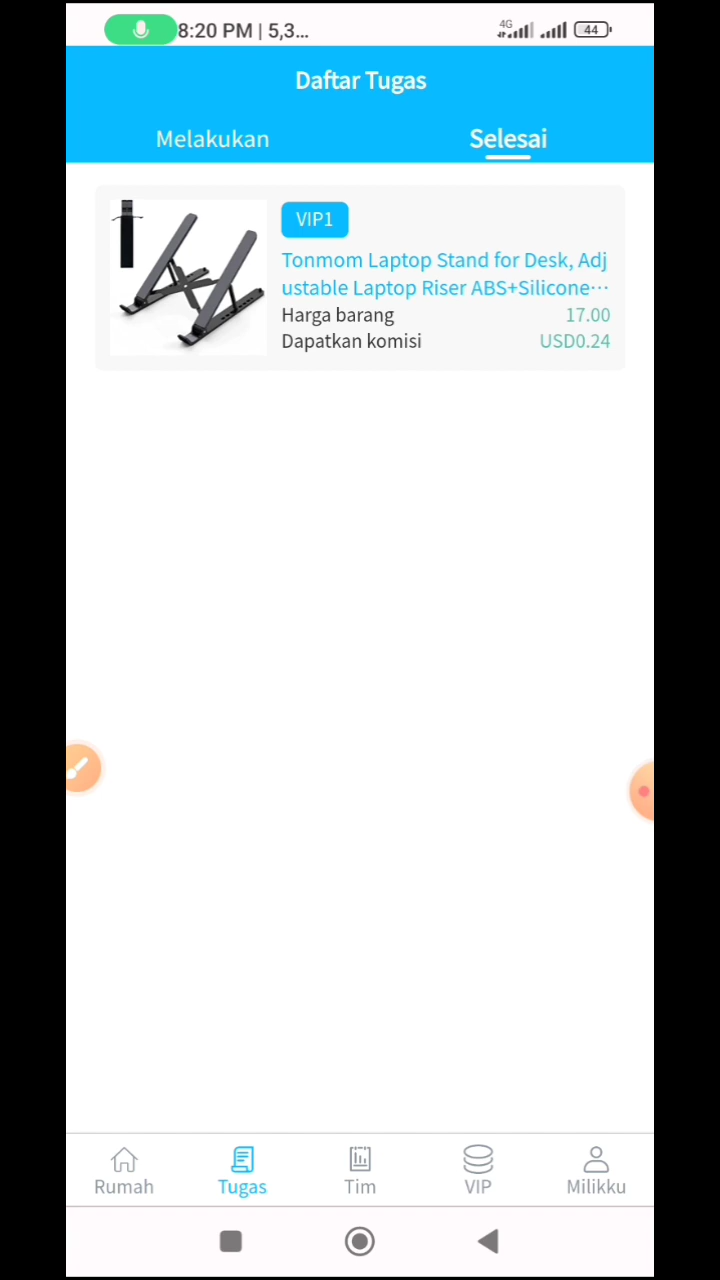 8:20 PM | 5,3...
4G
44
Daftar Tugas
Melakukan
Selesai
VIP1
Tonmom Laptop Stand for Desk, Adj
ustable Laptop Riser ABS+Silicone…
Harga barang
17.00
Dapatkan komisi
USD0.24
Rumah
Tugas
Tim
VIP
Milikku